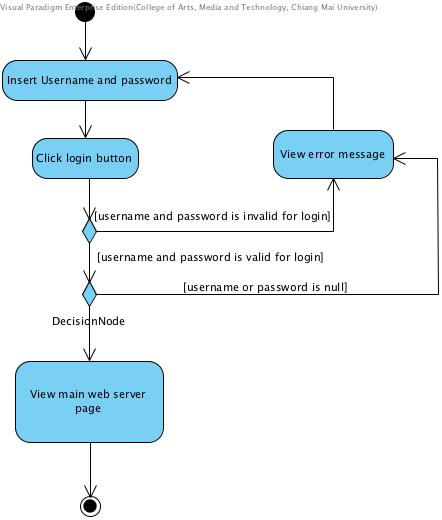 Visual Paradigm Enterprise Edition(College of Arts, Media and Technology, Chiang Mai University)
Insert Username and password
Click login button
View error message
[username and password is invalid for login]
[username and password is valid for login]
[username or password is null]
DecisionNode
View main web server
page